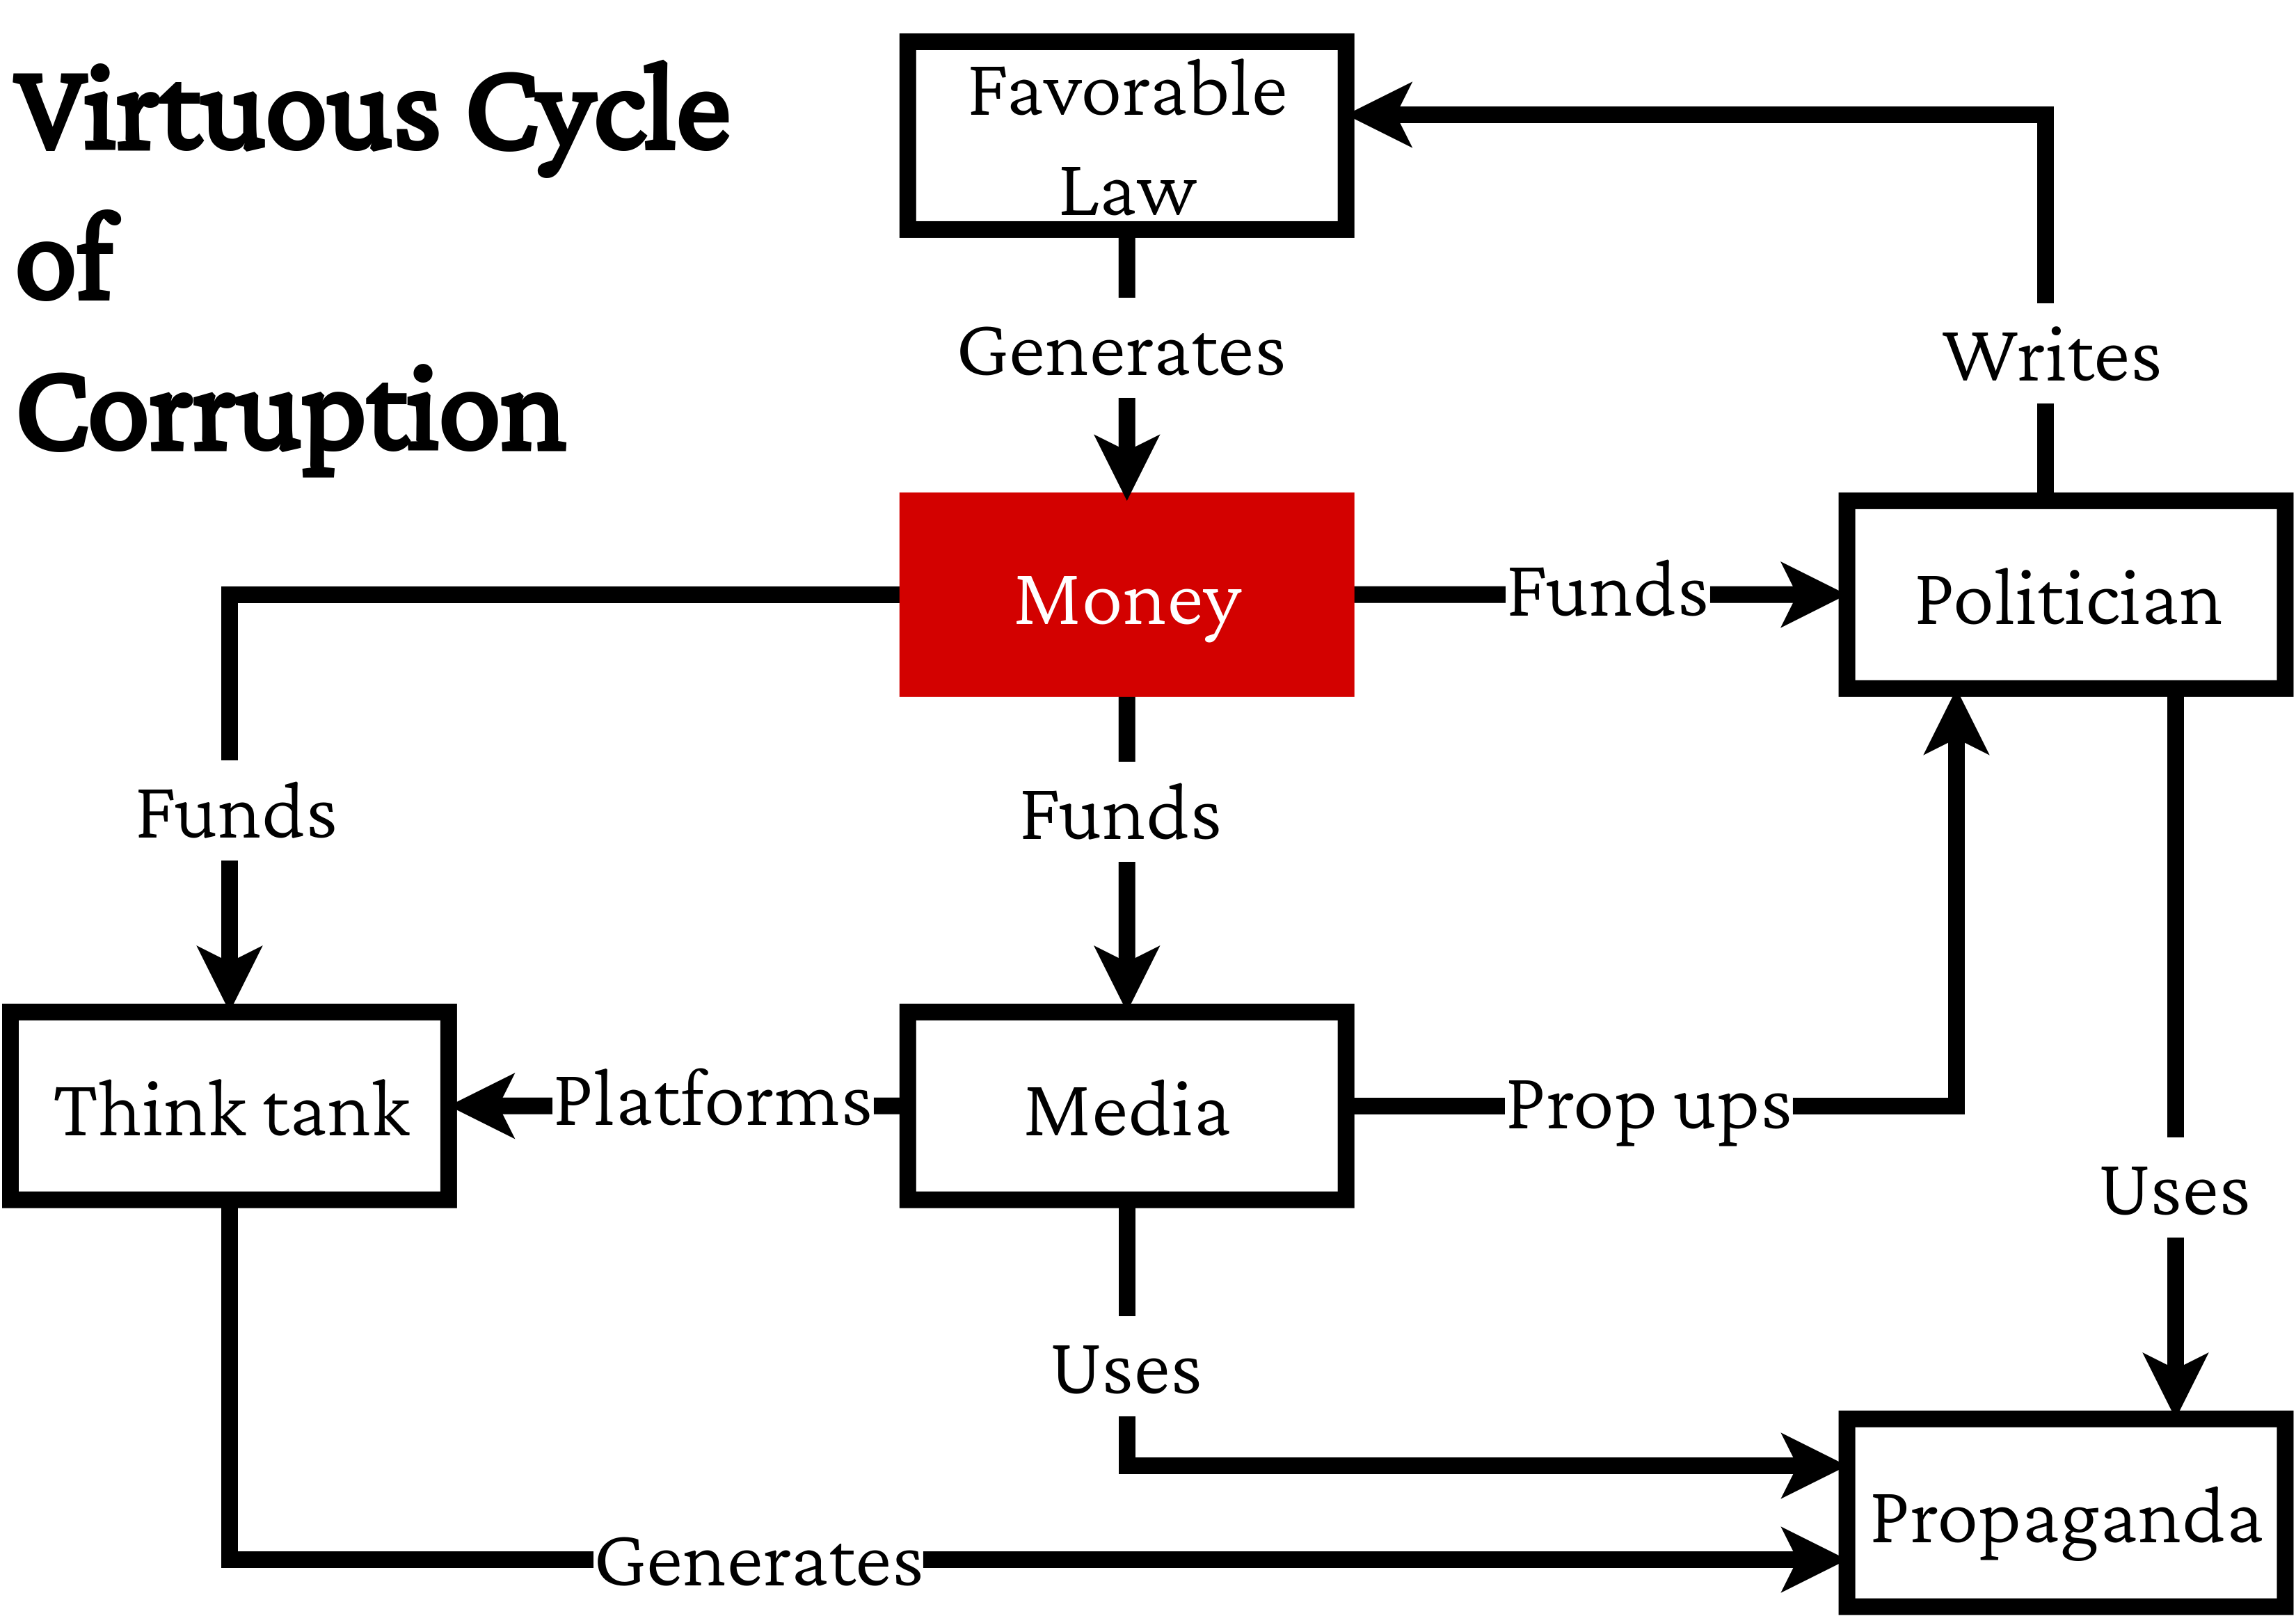 Virtuous Cycle
of
Corruption
Favorable
Law
Generates
Writes
Money
Funds
Politician
Funds
Funds
Think tank
Platforms
Media
Prop ups
Uses
Uses
Propaganda
Generates